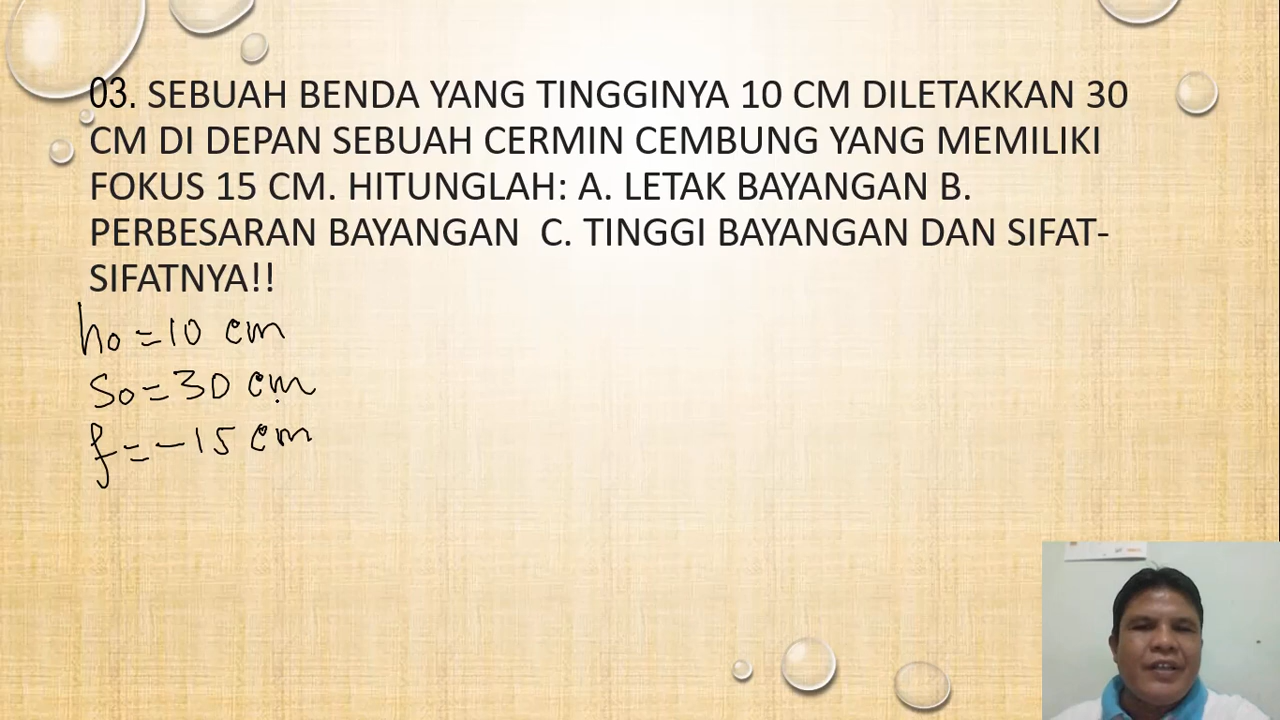 03. SEBUAH BENDA YANG TINGGINYA 10 CM DILETAKKAN 30
CM DI DEPAN SEBUAH CERMIN CEMBUNG YANG MEMILIKI
FOKUS 15 CM. HITUNGLAH: A. LETAK BAYANGAN B.
PERBESARAN BAYANGAN  C. TINGGI BAYANGAN DAN SIFAT-
SIFATNYA!!
ho = 10 cm
So = 30 cm
f = -15 cm